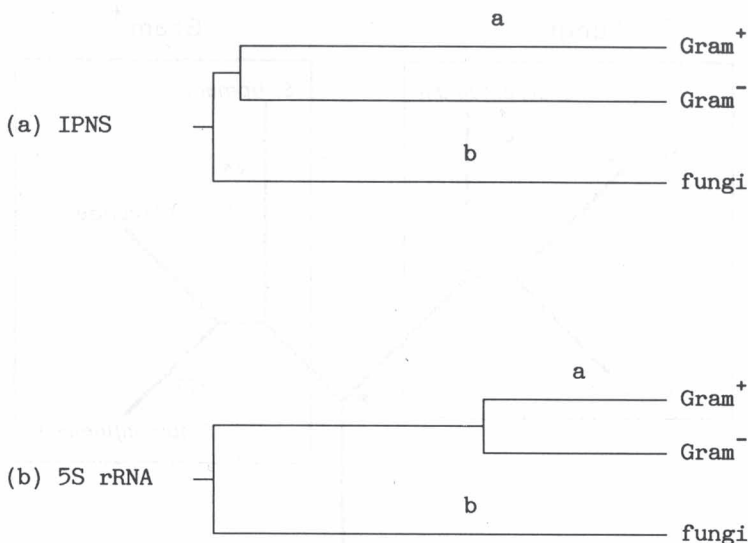 a
Gram⁺
Gram⁻
(a) IPNS
b
fungi
a
Gram⁺
Gram⁻
(b) 5S rRNA
b
fungi